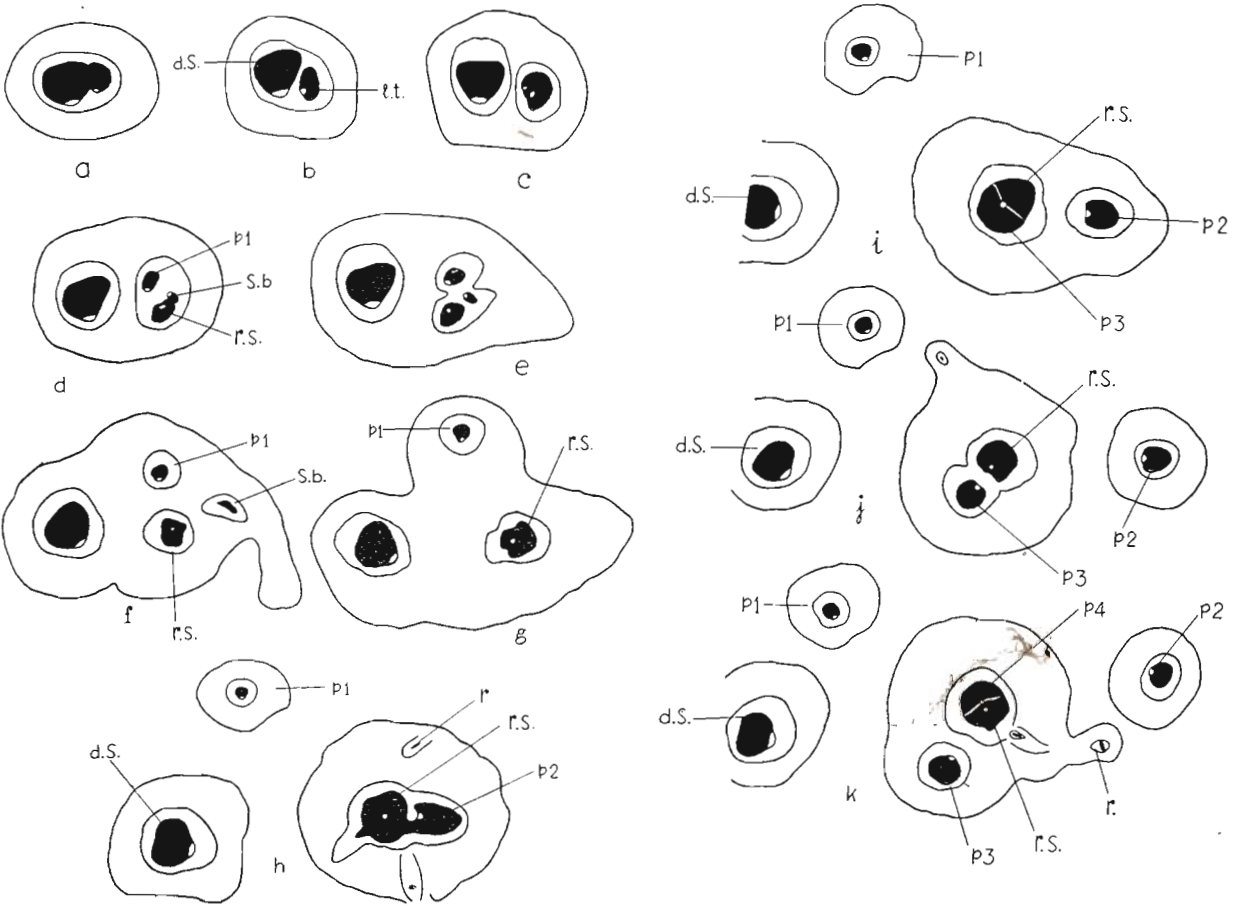 a
d.S.
l.t.
b
c
p1
S.b
r.s.
d
e
p1
S.b.
r.s.
f
p1
r.s.
g
p1
d.S.
h
r
r.s.
p2
p1
d.S.
i
r.s.
p2
p3
p1
d.S.
j
r.s.
p2
p3
p1
d.S.
k
p4
p2
r.
r.s.
p3